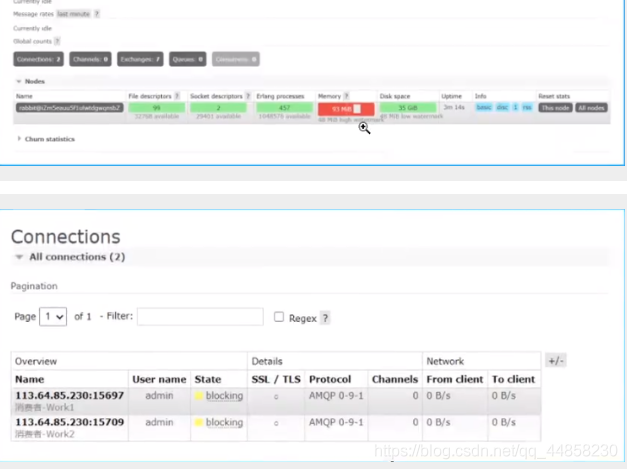 Currently idle
Message rates last minute ?
Currently idle
Global counts ?
Connections: 2 Channels: 0 Exchanges: 7 Queues: 0 Consumers: 0
Nodes
Name File descriptors ? Socket descriptors ? Erlang processes Memory ? Disk space Uptime Info Reset stats
99 2 457 93 MiB 35 GiB 3m 14s basic disc 1 rss This node All nodes
32768 available 29401 available 1048576 available 48 MiB high watermark 48 MiB low watermark
Churn statistics
Connections
All connections (2)
Pagination
Page 1 of 1 - Filter: Regex ?
Overview Details Network +/-
Name User name State SSL / TLS Protocol Channels From client To client
113.64.85.230:15697 admin blocking ○ AMQP 0-9-1 0 0 B/s 0 B/s
消费者-Work1
113.64.85.230:15709 admin blocking ○ AMQP 0-9-1 0 0 B/s 0 B/s
消费者-Work2
https://blog.csdn.net/qq_44858230